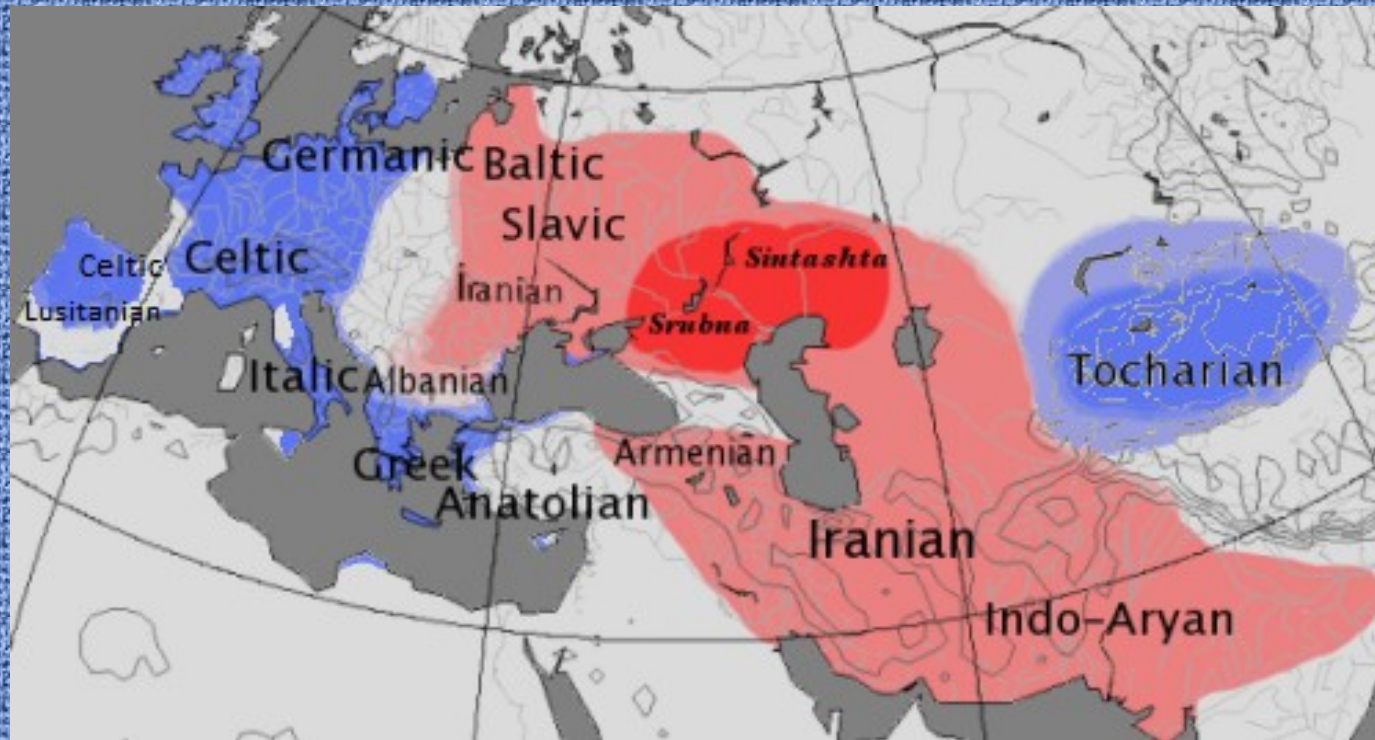 Germanic
Baltic
Slavic
Celtic
Celtic
Lusitanian
Iranian
Sintashta
Srubna
Italic
Albanian
Tocharian
Greek
Armenian
Anatolian
Iranian
Indo-Aryan